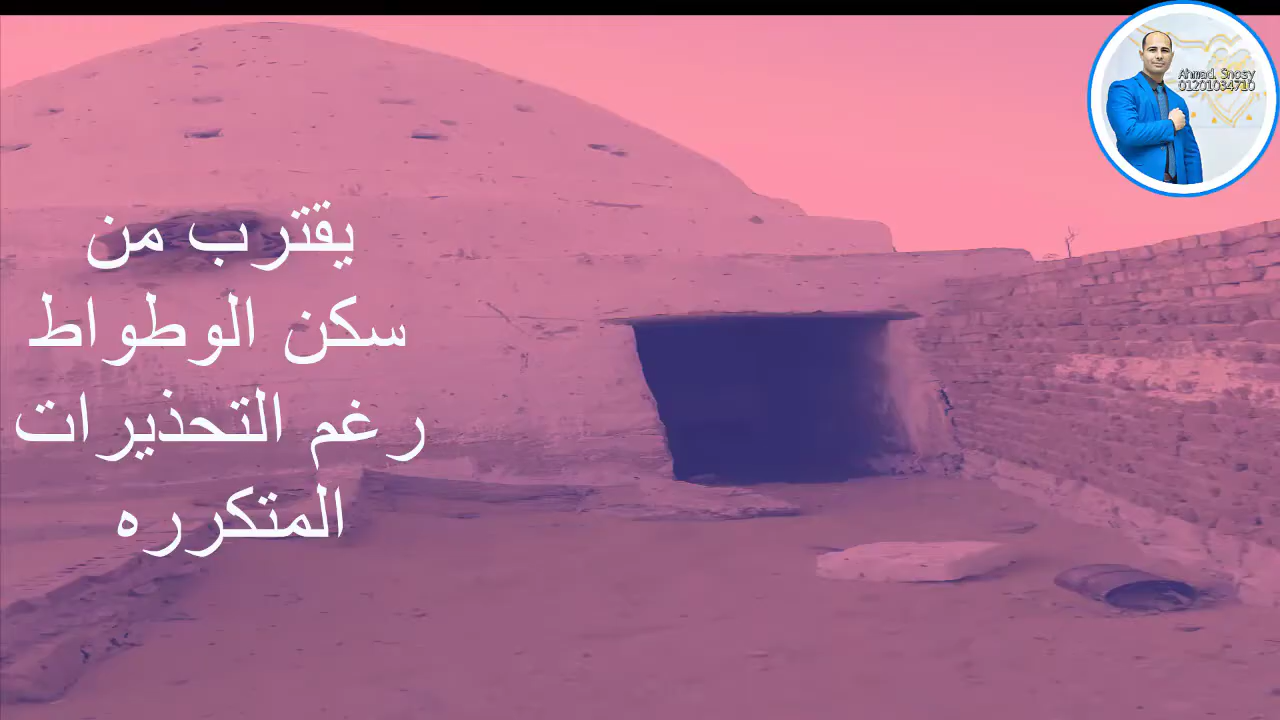 يقترب من
سكن الوطواط
رغم التحذيرات
المتكرره
Ahmad Snosy
01201034710